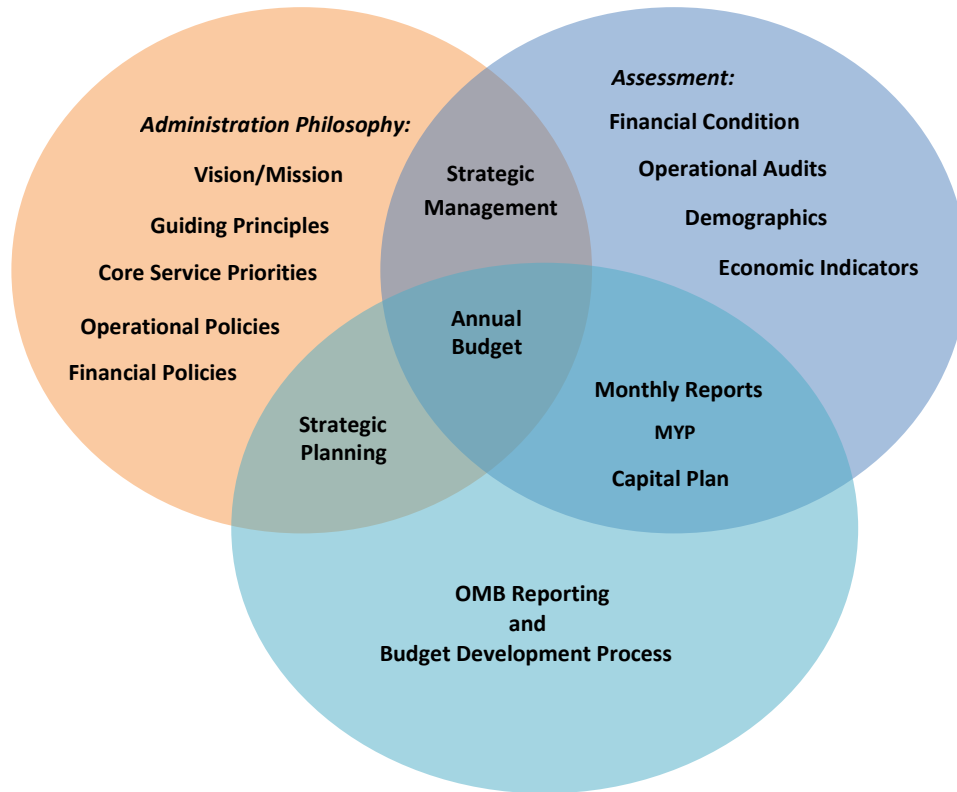 Administration Philosophy:
Vision/Mission
Guiding Principles
Core Service Priorities
Operational Policies
Financial Policies
Strategic
Management
Assessment:
Financial Condition
Operational Audits
Demographics
Economic Indicators
Annual
Budget
Strategic
Planning
Monthly Reports
MYP
Capital Plan
OMB Reporting
and
Budget Development Process